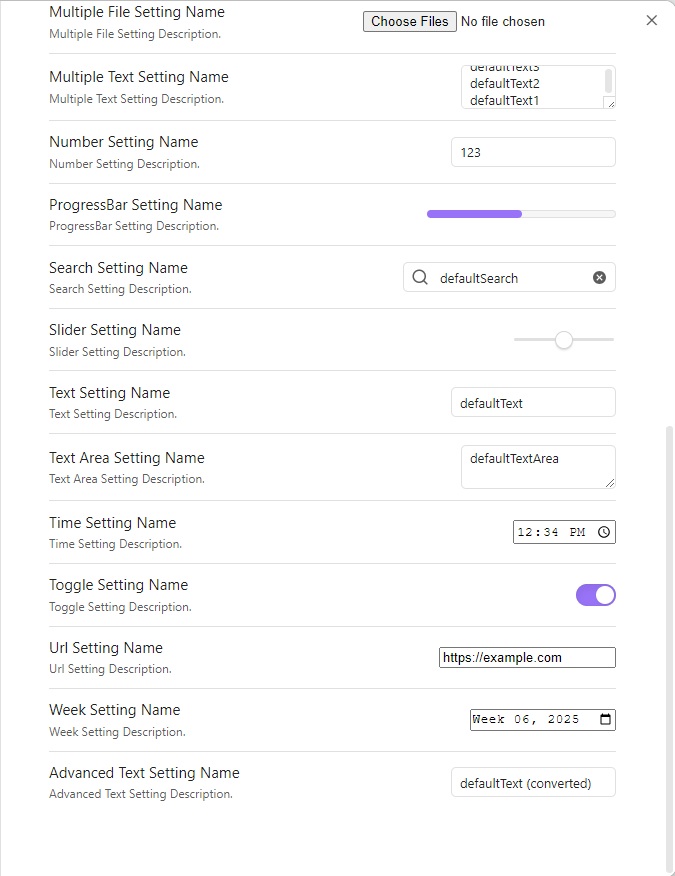 Multiple File Setting Name
Choose Files No file chosen
Multiple File Setting Description.
defaultText3
Multiple Text Setting Name
defaultText2
Multiple Text Setting Description.
defaultText1
Number Setting Name
123
Number Setting Description.
ProgressBar Setting Name
ProgressBar Setting Description.
Search Setting Name
defaultSearch
Search Setting Description.
Slider Setting Name
Slider Setting Description.
Text Setting Name
defaultText
Text Setting Description.
Text Area Setting Name
defaultTextArea
Text Area Setting Description.
Time Setting Name
12:34 PM
Time Setting Description.
Toggle Setting Name
Toggle Setting Description.
Url Setting Name
https://example.com
Url Setting Description.
Week Setting Name
Week 06, 2025
Week Setting Description.
Advanced Text Setting Name
defaultText (converted)
Advanced Text Setting Description.